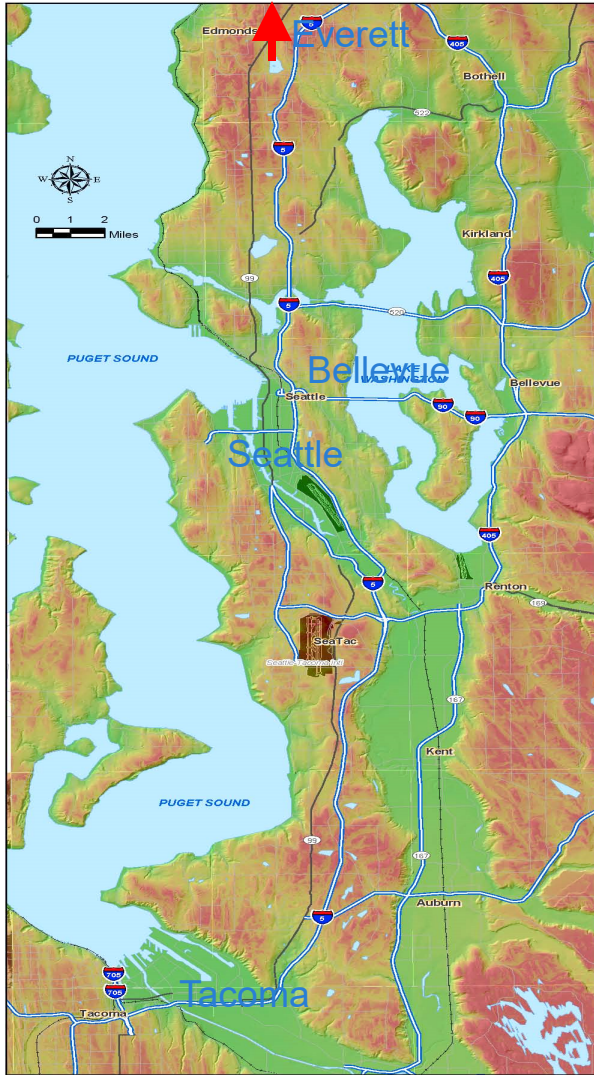 Edmonds
5
Everett
405
Bothell
522
5
N
W E
S
0 1 2
Miles
Kirkland
99
405
5
520
PUGET SOUND
Bellevue
LAKE
WASHINGTON
Bellevue
Seattle
90
90
Seattle
405
5
Renton
169
SeaTac
Seattle-Tacoma Intl
167
Kent
PUGET SOUND
99
167
Auburn
5
705
705
Tacoma
Tacoma